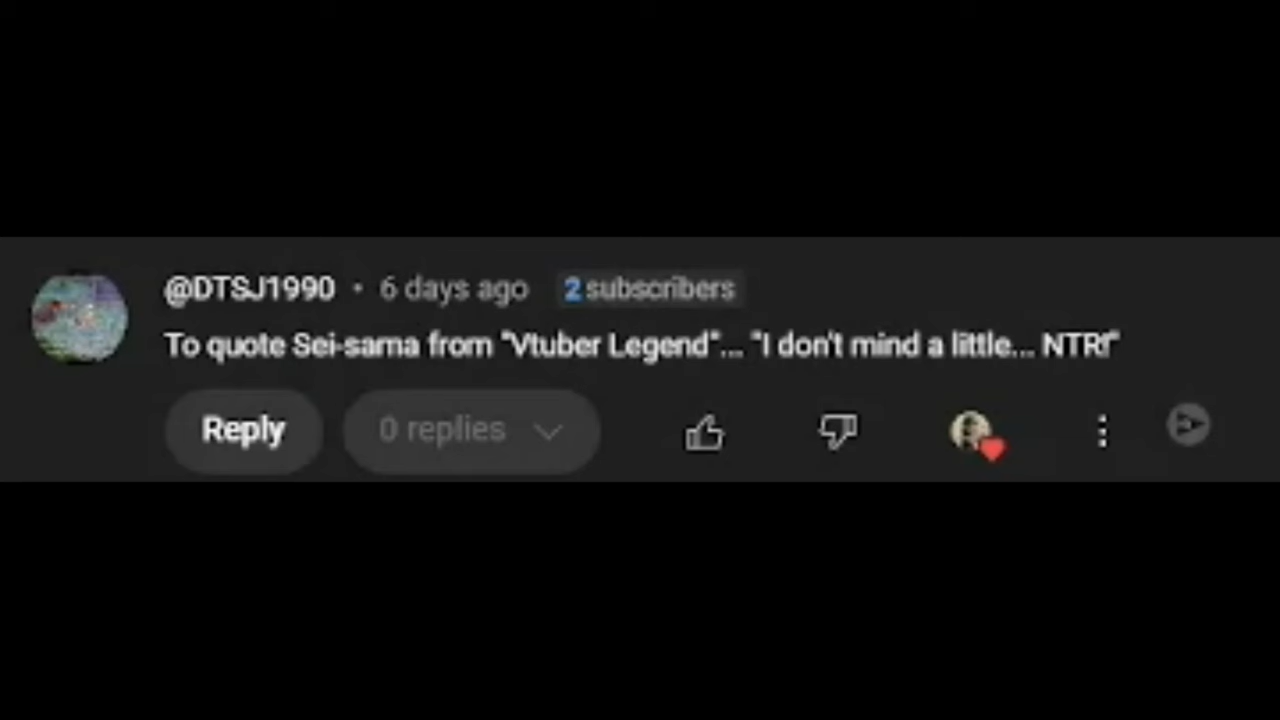 @DTSJ1990 • 6 days ago 2 subscribers
To quote Sei-sama from "Vtuber Legend"... "I don't mind a little... NTR!"
Reply 0 replies